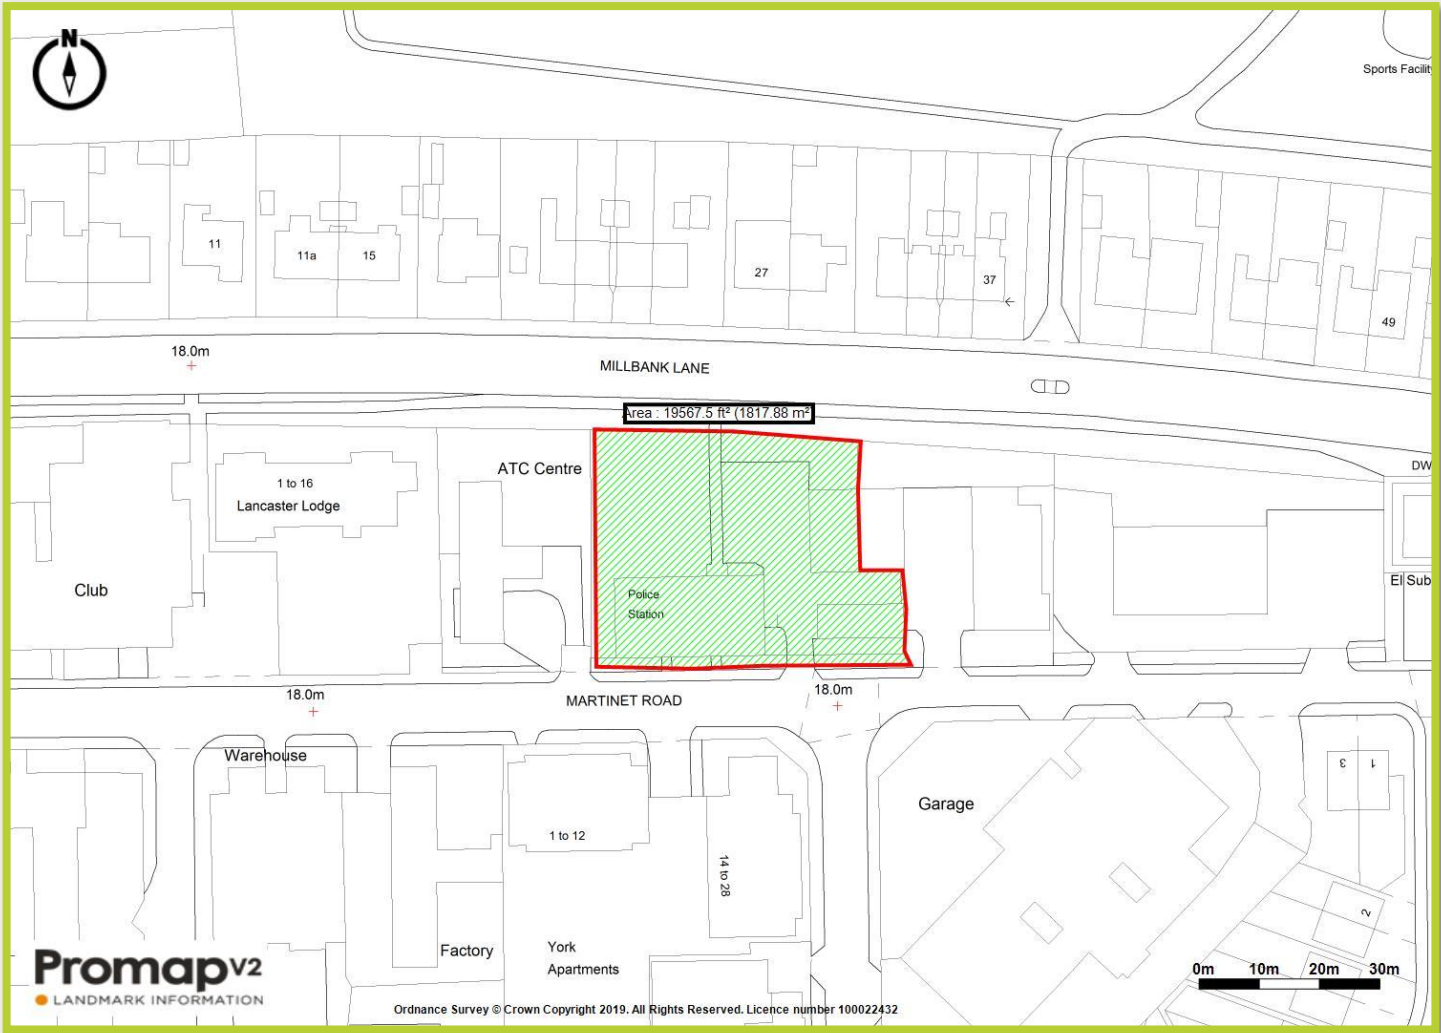 N
Sports Facility
11
11a
15
27
37
49
18.0m
MILLBANK LANE
Area : 19567.5 ft² (1817.88 m²
ATC Centre
DW
1 to 16
Lancaster Lodge
Club
Police
Station
El Sub
18.0m
MARTINET ROAD
18.0m
Warehouse
3
1
Garage
1 to 12
14 to 28
2
Factory
York
Apartments
Promap V2
LANDMARK INFORMATION
0m 10m 20m 30m
Ordnance Survey © Crown Copyright 2019. All Rights Reserved. Licence number 100022432